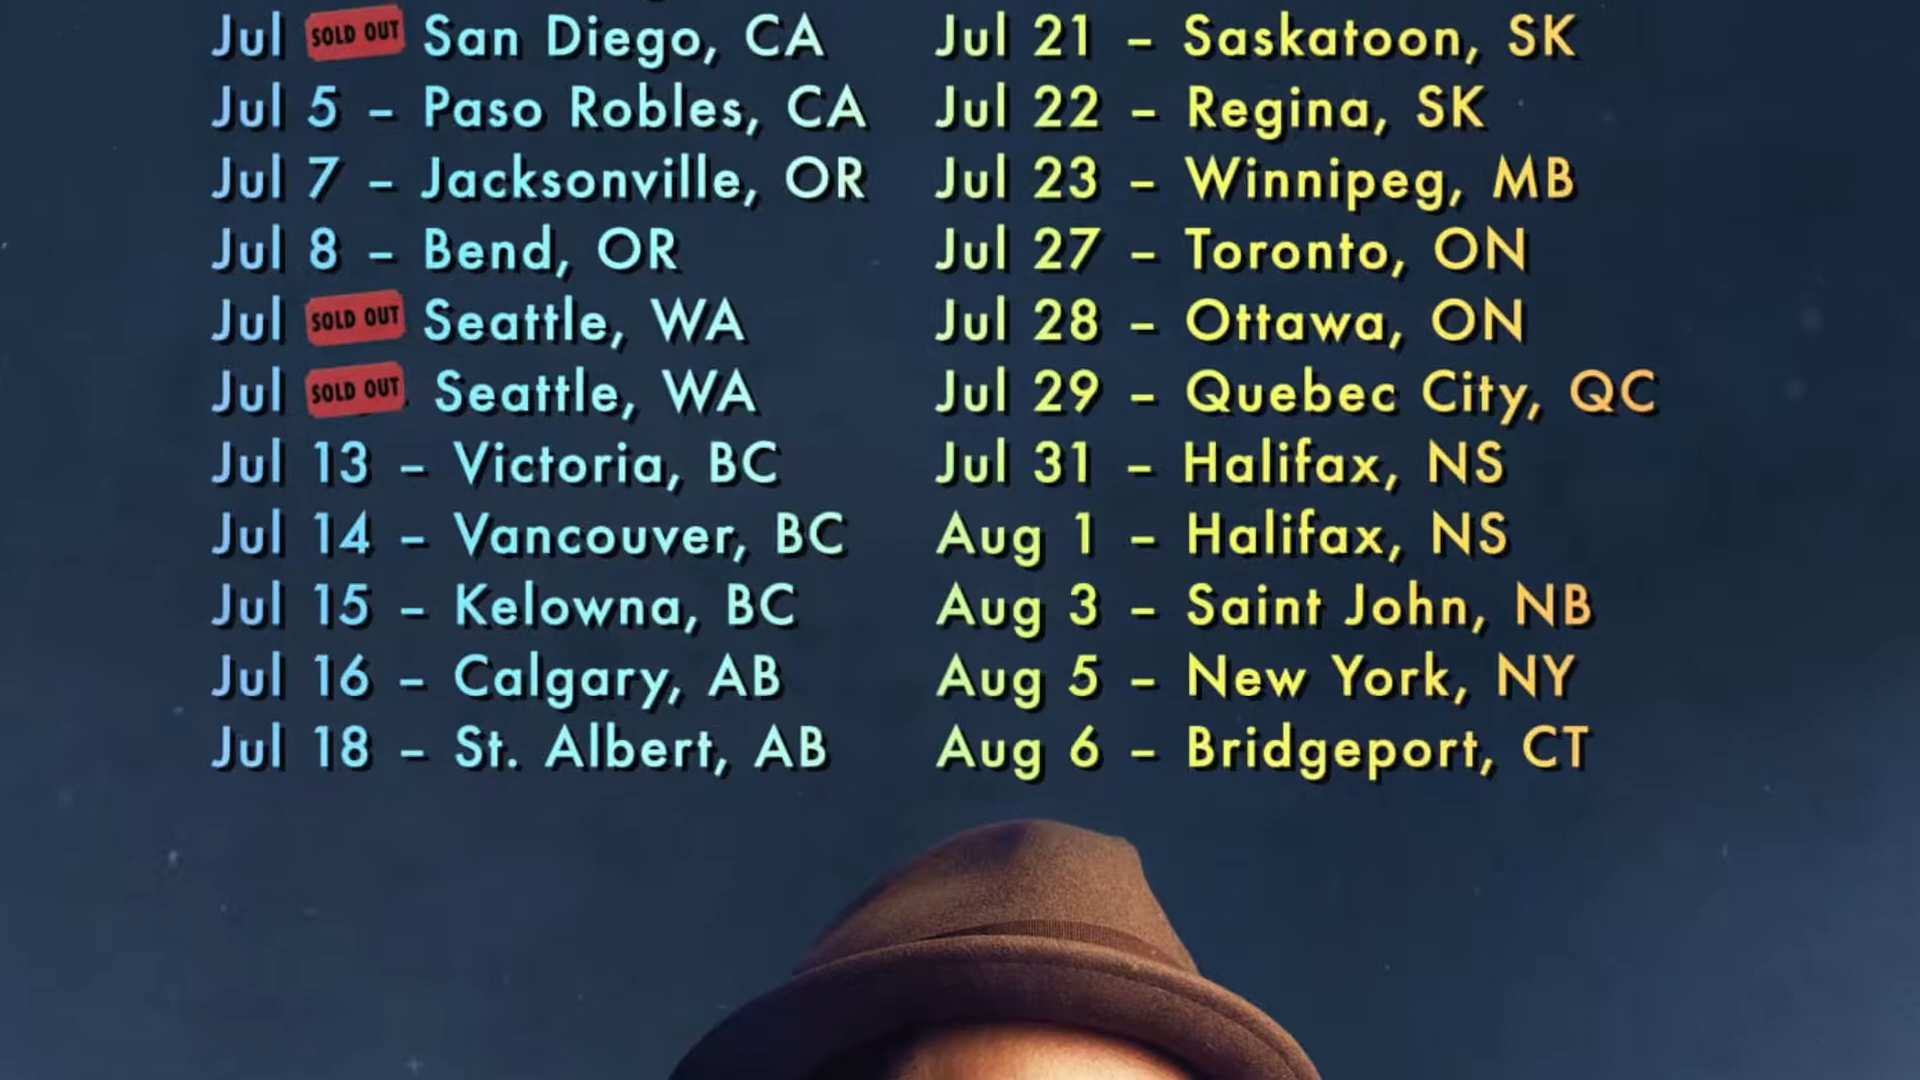 Jul SOLD OUT San Diego, CA
Jul 5 – Paso Robles, CA
Jul 7 – Jacksonville, OR
Jul 8 – Bend, OR
Jul SOLD OUT Seattle, WA
Jul SOLD OUT Seattle, WA
Jul 13 – Victoria, BC
Jul 14 – Vancouver, BC
Jul 15 – Kelowna, BC
Jul 16 – Calgary, AB
Jul 18 – St. Albert, AB
Jul 21 – Saskatoon, SK
Jul 22 – Regina, SK
Jul 23 – Winnipeg, MB
Jul 27 – Toronto, ON
Jul 28 – Ottawa, ON
Jul 29 – Quebec City, QC
Jul 31 – Halifax, NS
Aug 1 – Halifax, NS
Aug 3 – Saint John, NB
Aug 5 – New York, NY
Aug 6 – Bridgeport, CT